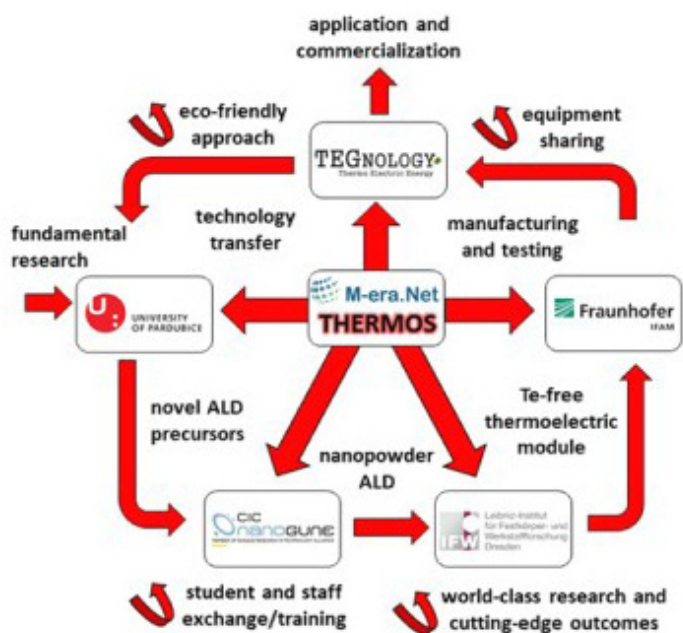 application and
commercialization
eco-friendly
approach
TEGNOLOGY
Thermo Electric Energy
equipment
sharing
technology
transfer
manufacturing
and testing
fundamental
research
UNIVERSITY
OF PARDUBICE
M-era.Net
THERMOS
Fraunhofer
IFAM
novel ALD
precursors
Te-free
thermoelectric
module
nanopowder
ALD
CIC
nanoGUNE
IFW
Leibniz-Institut
für Festkörper- und
Werkstoffforschung
Dresden
student and staff
exchange/training
world-class research and
cutting-edge outcomes